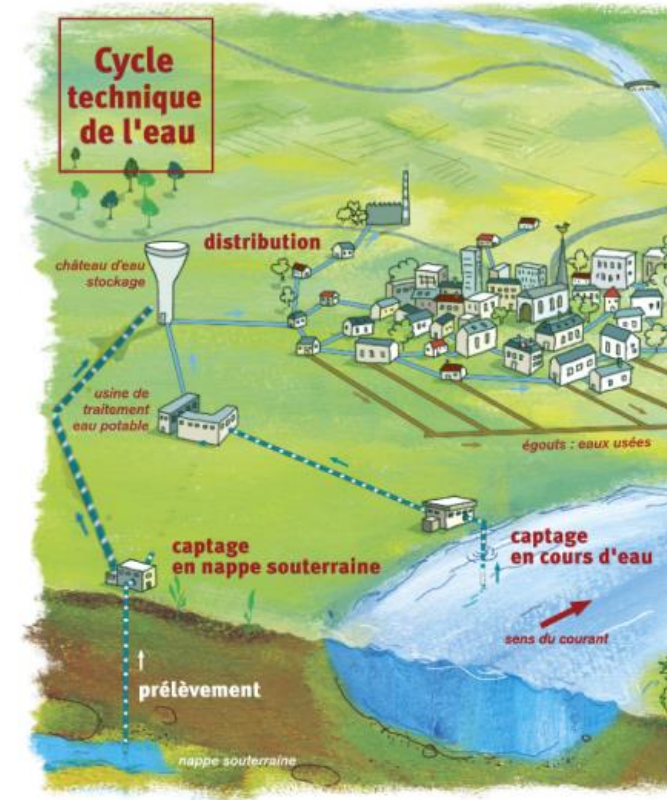 Cycle
technique
de l'eau
distribution
château d'eau
stockage
usine de
traitement
eau potable
égouts : eaux usées
captage
en nappe souterraine
captage
en cours d'eau
sens du courant
prélèvement
nappe souterraine